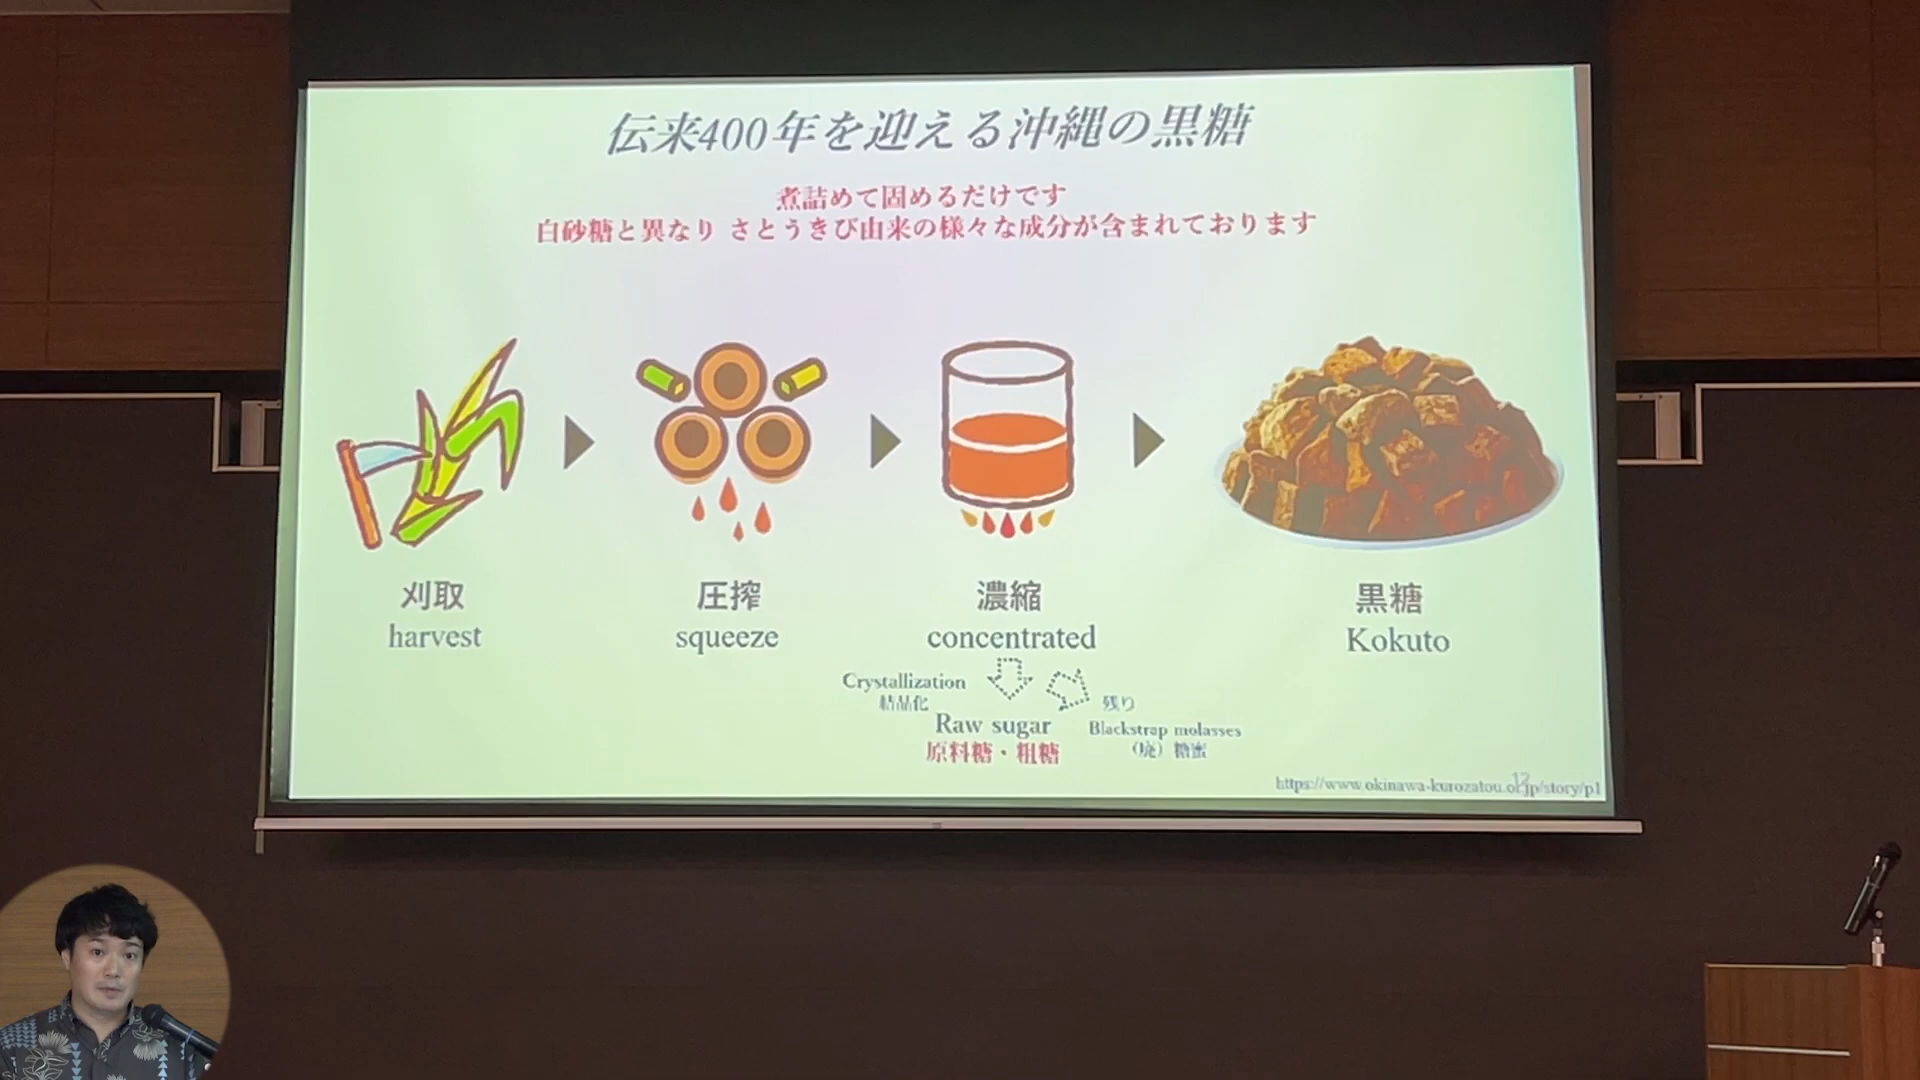 伝来400年を迎える沖縄の黒糖
煮詰めて固めるだけです
白砂糖と異なり さとうきび由来の様々な成分が含まれております
刈取
harvest
圧搾
squeeze
濃縮
concentrated
黒糖
Kokuto
Crystallization
結晶化
Raw sugar
原料糖・粗糖
残り
Blackstrap molasses
（廃）糖蜜
12
https://www.okinawa-kurozatou.or.jp/story/p1